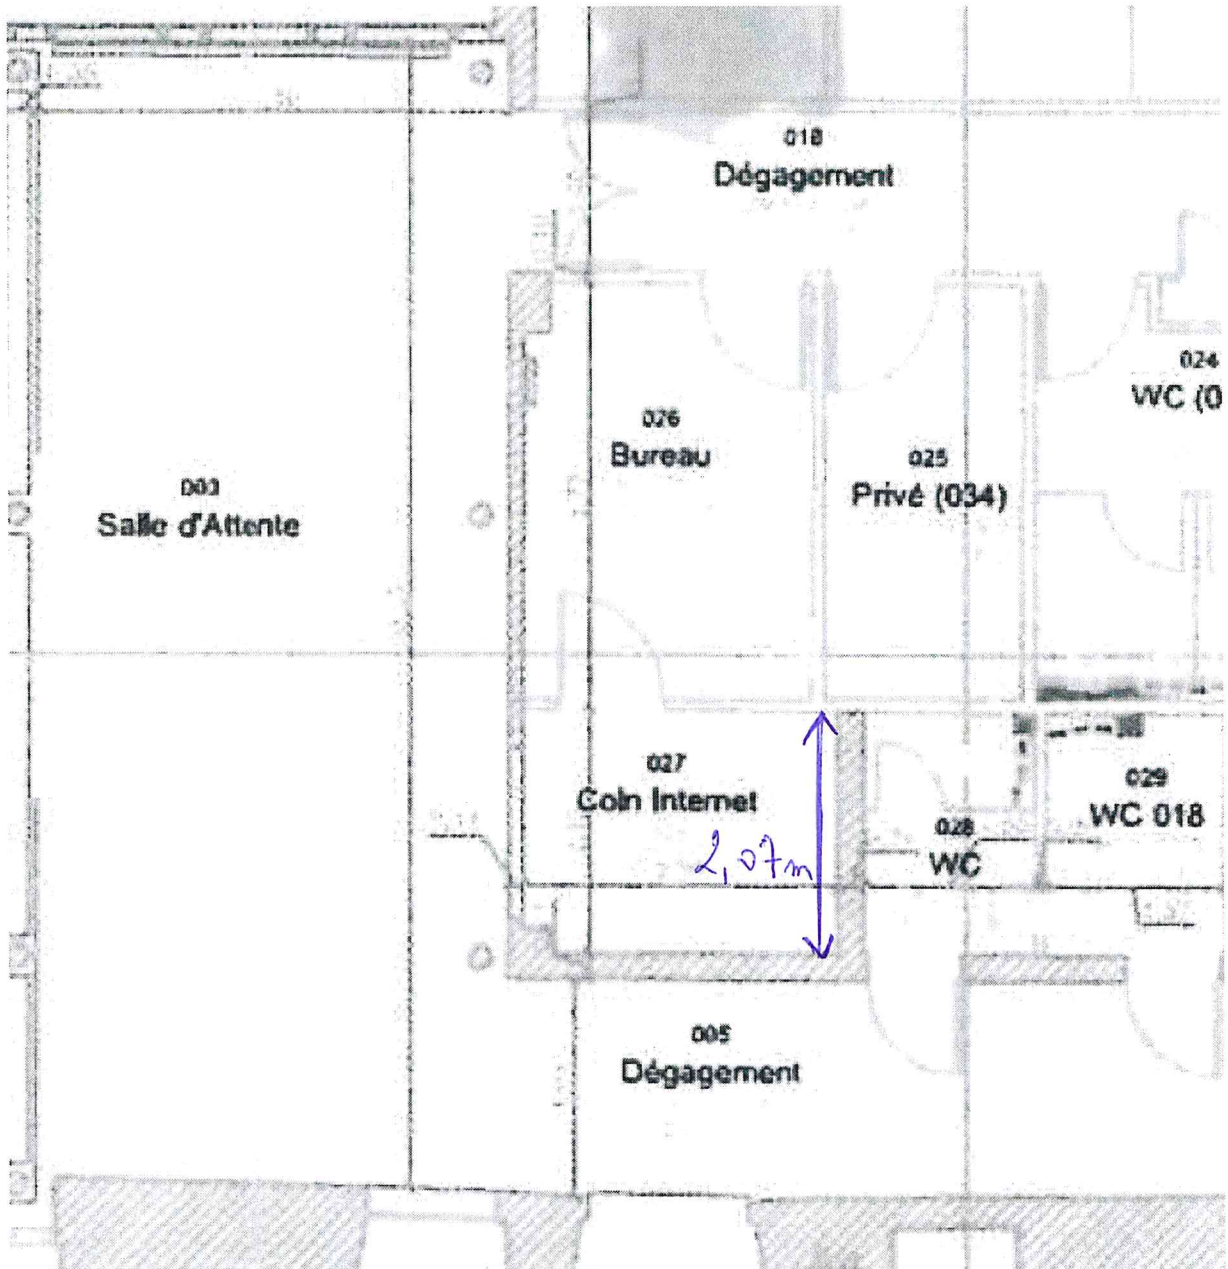 018
Dégagement
024
WC (0
026
Bureau
025
Privé (034)
003
Salle d'Attente
027
Coin Internet
029
WC 018
028
WC
2,07m
005
Dégagement